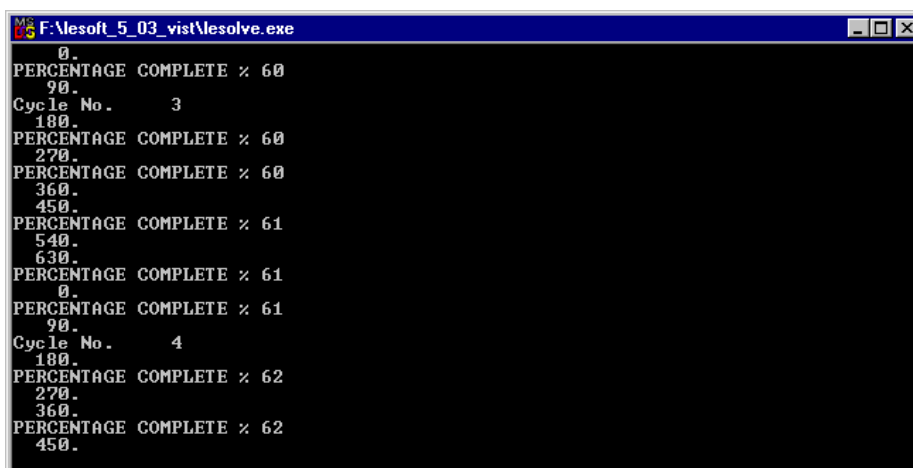 F:\lesoft_5_03_vist\lesolve.exe
0.
PERCENTAGE COMPLETE % 60
90.
Cycle No. 3
180.
PERCENTAGE COMPLETE % 60
270.
PERCENTAGE COMPLETE % 60
360.
450.
PERCENTAGE COMPLETE % 61
540.
630.
PERCENTAGE COMPLETE % 61
0.
PERCENTAGE COMPLETE % 61
90.
Cycle No. 4
180.
PERCENTAGE COMPLETE % 62
270.
360.
PERCENTAGE COMPLETE % 62
450.